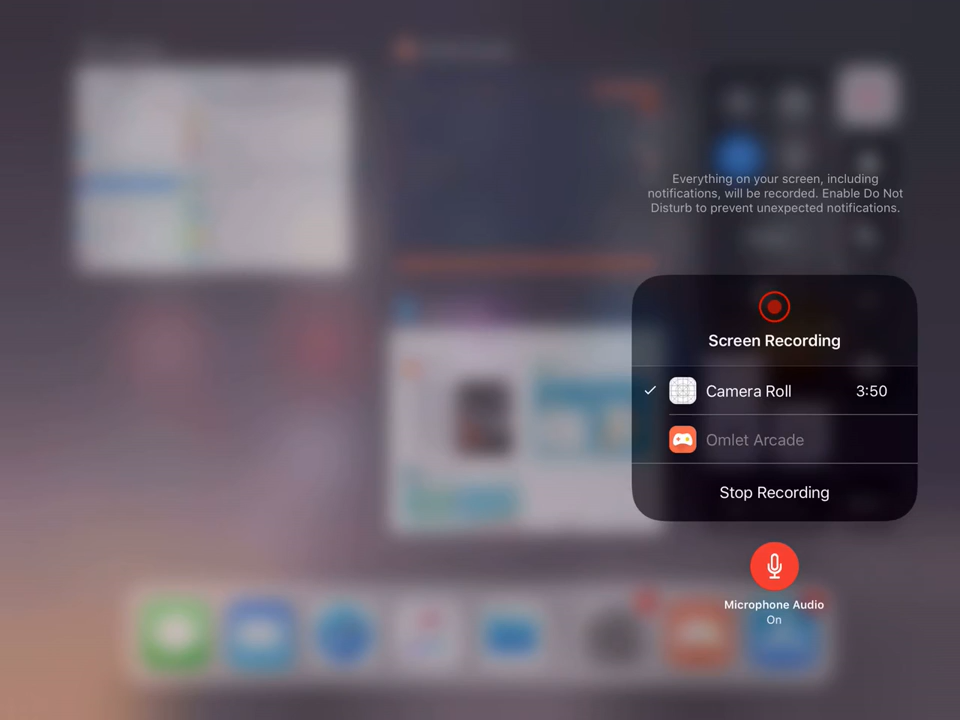 Everything on your screen, including
notifications, will be recorded. Enable Do Not
Disturb to prevent unexpected notifications.
Screen Recording
Camera Roll 3:50
Omlet Arcade
Stop Recording
Microphone Audio
On